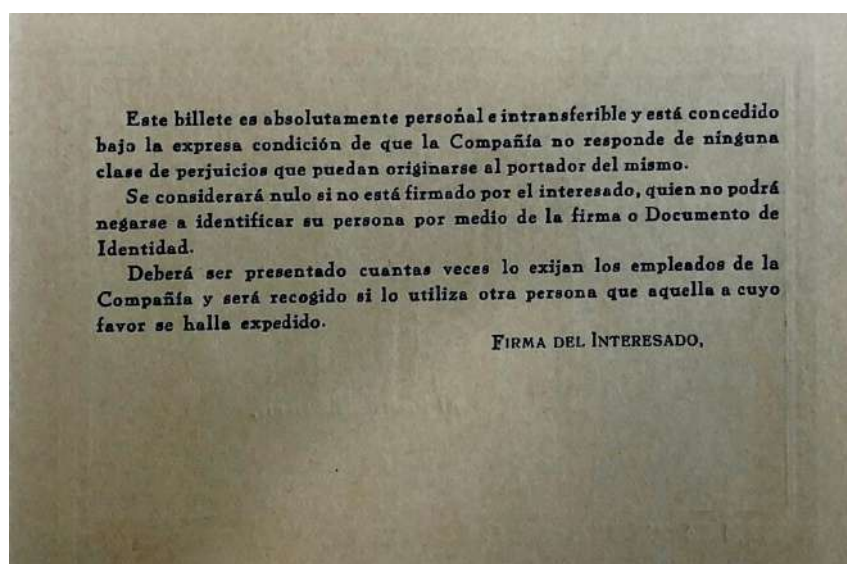 Este billete es absolutamente personal e intransferible y está concedido
bajo la expresa condición de que la Compañía no responde de ninguna
clase de perjuicios que puedan originarse al portador del mismo.
Se considerará nulo si no está firmado por el interesado, quien no podrá
negarse a identificar su persona por medio de la firma o Documento de
Identidad.
Deberá ser presentado cuantas veces lo exijan los empleados de la
Compañía y será recogido si lo utiliza otra persona que aquella a cuyo
favor se halla expedido.
FIRMA DEL INTERESADO,